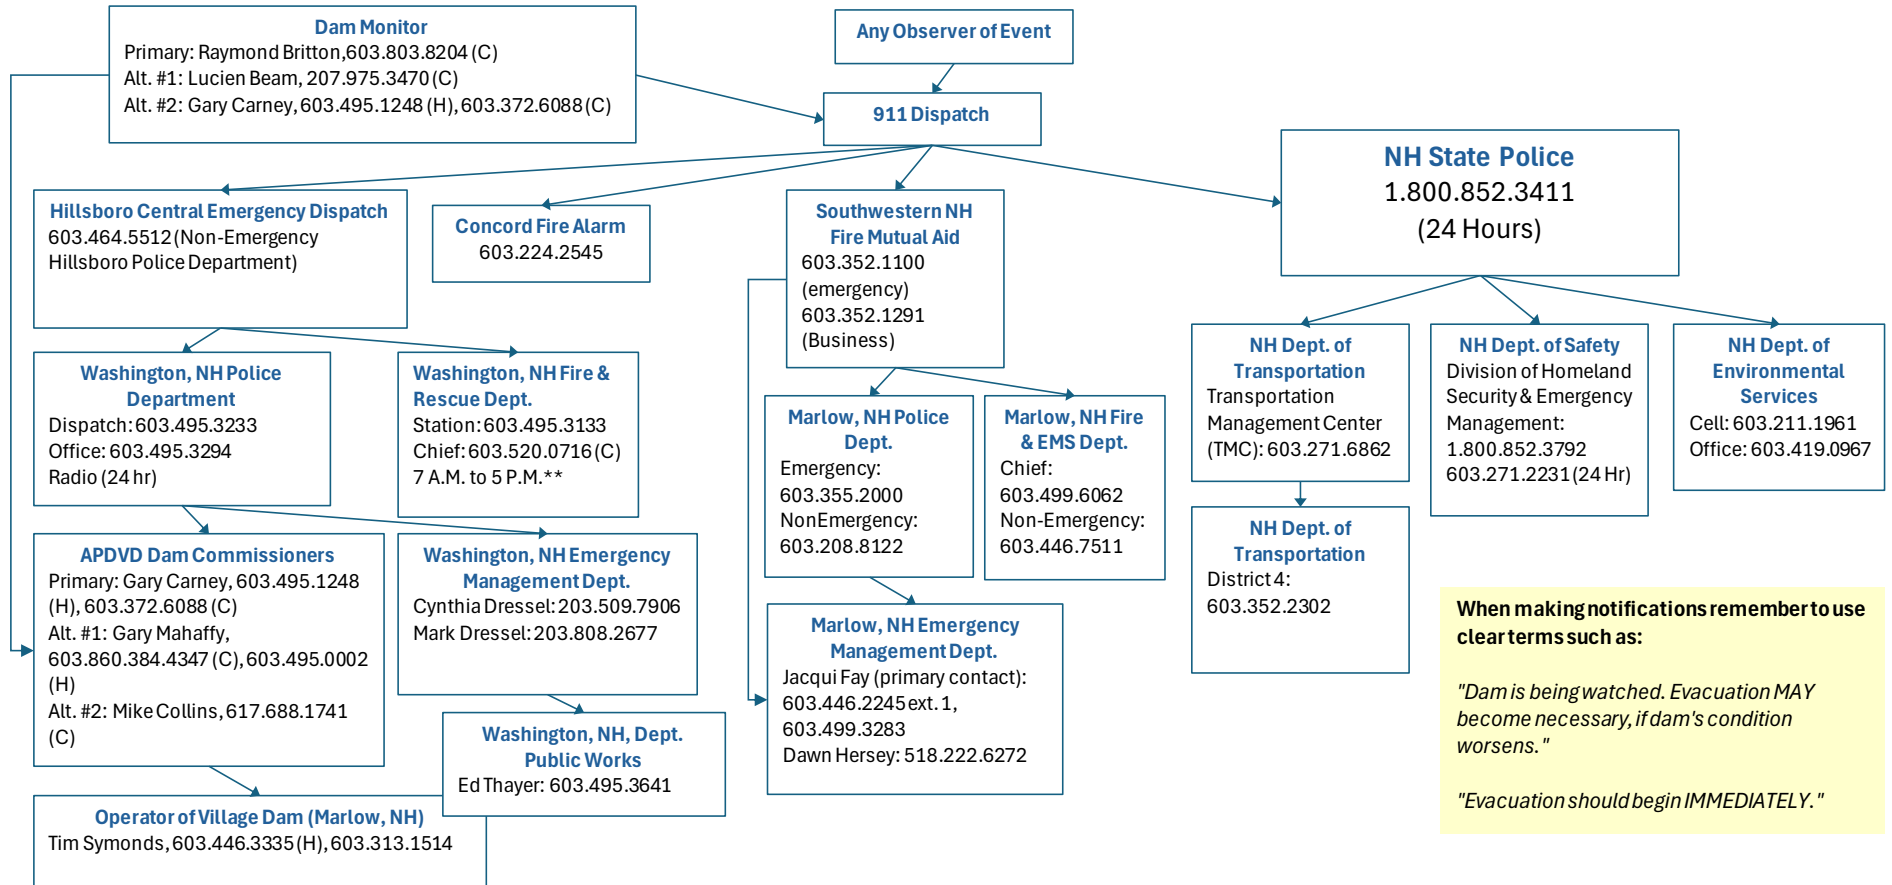 Dam Monitor
Primary: Raymond Britton,603.803.8204 (C)
Alt. #1: Lucien Beam, 207.975.3470 (C)
Alt. #2: Gary Carney, 603.495.1248 (H), 603.372.6088 (C)
Any Observer of Event
911 Dispatch
Hillsboro Central Emergency Dispatch
603.464.5512 (Non-Emergency
Hillsboro Police Department)
Concord Fire Alarm
603.224.2545
Southwestern NH
Fire Mutual Aid
603.352.1100
(emergency)
603.352.1291
(Business)
NH State Police
1.800.852.3411
(24 Hours)
Washington, NH Police
Department
Dispatch: 603.495.3233
Office: 603.495.3294
Radio (24 hr)
Washington, NH Fire &
Rescue Dept.
Station: 603.495.3133
Chief: 603.520.0716 (C)
7 A.M. to 5 P.M.**
Marlow, NH Police
Dept.
Emergency:
603.355.2000
NonEmergency:
603.208.8122
Marlow, NH Fire
& EMS Dept.
Chief:
603.499.6062
Non-Emergency:
603.446.7511
NH Dept. of
Transportation
Transportation
Management Center
(TMC): 603.271.6862
NH Dept. of Safety
Division of Homeland
Security & Emergency
Management:
1.800.852.3792
603.271.2231 (24 Hr)
NH Dept. of
Environmental
Services
Cell: 603.211.1961
Office: 603.419.0967
APDVD Dam Commissioners
Primary: Gary Carney, 603.495.1248
(H), 603.372.6088 (C)
Alt. #1: Gary Mahaffy,
603.860.384.4347 (C), 603.495.0002
(H)
Alt. #2: Mike Collins, 617.688.1741
(C)
Washington, NH Emergency
Management Dept.
Cynthia Dressel: 203.509.7906
Mark Dressel: 203.808.2677
Marlow, NH Emergency
Management Dept.
Jacqui Fay (primary contact):
603.446.2245 ext. 1,
603.499.3283
Dawn Hersey: 518.222.6272
NH Dept. of
Transportation
District 4:
603.352.2302
Washington, NH, Dept.
Public Works
Ed Thayer: 603.495.3641
Operator of Village Dam (Marlow, NH)
Tim Symonds, 603.446.3335 (H), 603.313.1514
When making notifications remember to use
clear terms such as:
"Dam is being watched. Evacuation MAY
become necessary, if dam's condition
worsens."
"Evacuation should begin IMMEDIATELY."